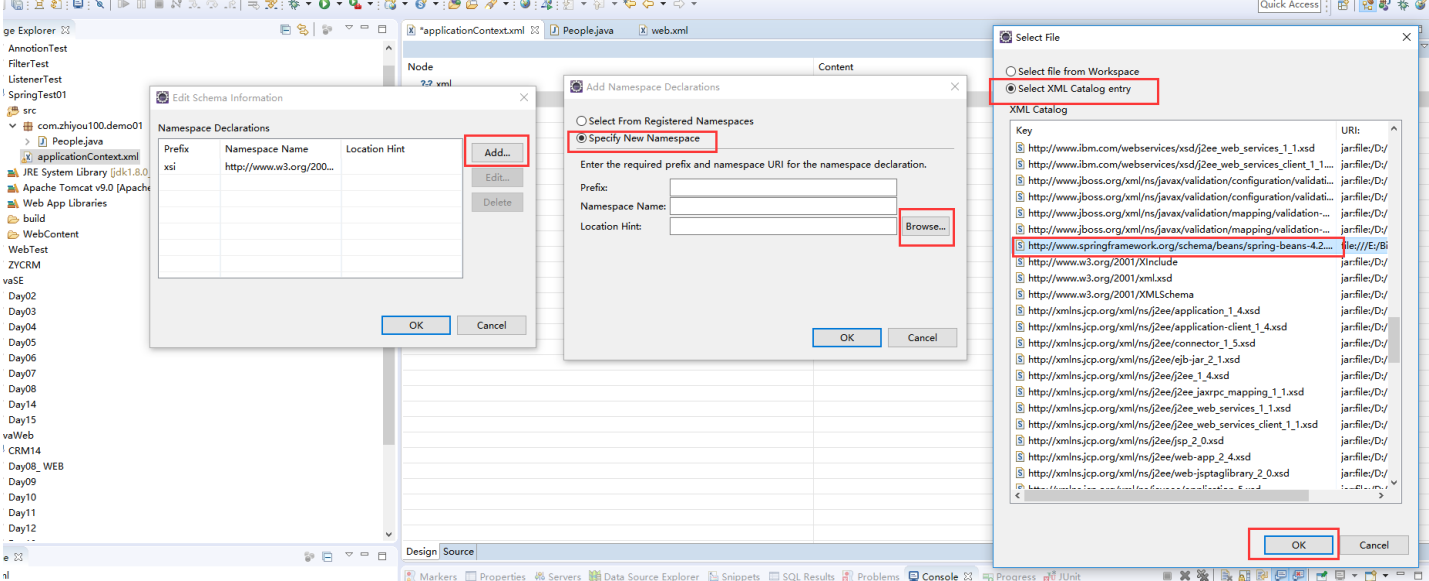 Quick Access
ge Explorer
AnnotionTest
FilterTest
ListenerTest
SpringTest01
src
com.zhiyou100.demo01
People.java
applicationContext.xml
JRE System Library [jdk1.8.0_
Apache Tomcat v9.0 [Apache
Web App Libraries
build
WebContent
WebTest
ZYCRM
vaSE
Day02
Day03
Day04
Day05
Day06
Day07
Day08
Day14
Day15
vaWeb
CRM14
Day08_WEB
Day09
Day10
Day11
Day12
*applicationContext.xml People.java web.xml
Node Content
?-? xml
Edit Schema Information
Namespace Declarations
Prefix Namespace Name Location Hint
xsi http://www.w3.org/200...
Add...
Edit...
Delete
OK Cancel
Add Namespace Declarations
Select From Registered Namespaces
Specify New Namespace
Enter the required prefix and namespace URI for the namespace declaration.
Prefix:
Namespace Name:
Location Hint: Browse...
OK Cancel
Select File
Select file from Workspace
Select XML Catalog entry
XML Catalog
Key URI:
http://www.ibm.com/webservices/xsd/j2ee_web_services_1_1.xsd jar:file:/D:/
http://www.ibm.com/webservices/xsd/j2ee_web_services_client_1_1.... jar:file:/D:/
http://www.jboss.org/xml/ns/javax/validation/configuration/validati... jar:file:/D:/
http://www.jboss.org/xml/ns/javax/validation/configuration/validati... jar:file:/D:/
http://www.jboss.org/xml/ns/javax/validation/mapping/validation-... jar:file:/D:/
http://www.jboss.org/xml/ns/javax/validation/mapping/validation-... jar:file:/D:/
http://www.springframework.org/schema/beans/spring-beans-4.2.... file:///E:/Bi
http://www.w3.org/2001/XInclude jar:file:/D:/
http://www.w3.org/2001/xml.xsd jar:file:/D:/
http://www.w3.org/2001/XMLSchema jar:file:/D:/
http://xmlns.jcp.org/xml/ns/j2ee/application_1_4.xsd jar:file:/D:/
http://xmlns.jcp.org/xml/ns/j2ee/application-client_1_4.xsd jar:file:/D:/
http://xmlns.jcp.org/xml/ns/j2ee/connector_1_5.xsd jar:file:/D:/
http://xmlns.jcp.org/xml/ns/j2ee/ejb-jar_2_1.xsd jar:file:/D:/
http://xmlns.jcp.org/xml/ns/j2ee/j2ee_1_4.xsd jar:file:/D:/
http://xmlns.jcp.org/xml/ns/j2ee/j2ee_jaxrpc_mapping_1_1.xsd jar:file:/D:/
http://xmlns.jcp.org/xml/ns/j2ee/j2ee_web_services_1_1.xsd jar:file:/D:/
http://xmlns.jcp.org/xml/ns/j2ee/j2ee_web_services_client_1_1.xsd jar:file:/D:/
http://xmlns.jcp.org/xml/ns/j2ee/jsp_2_0.xsd jar:file:/D:/
http://xmlns.jcp.org/xml/ns/j2ee/web-app_2_4.xsd jar:file:/D:/
http://xmlns.jcp.org/xml/ns/j2ee/web-jsptaglibrary_2_0.xsd jar:file:/D:/
OK Cancel
Design Source
Markers Properties Servers Data Source Explorer Snippets SQL Results Problems Console Progress JUnit